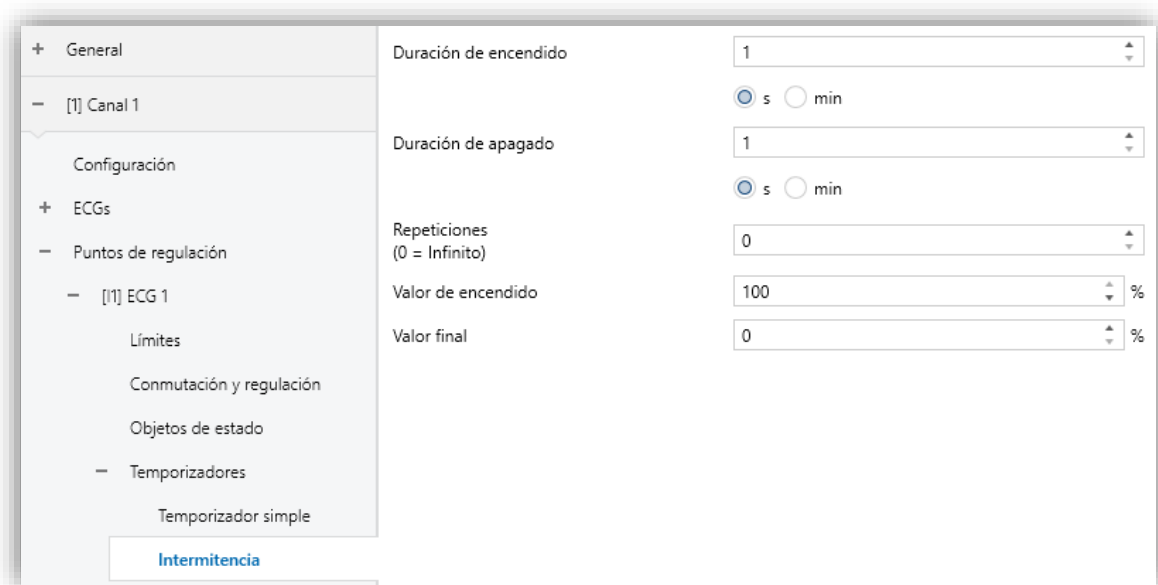 + General
− [1] Canal 1
Configuración
+ ECGs
− Puntos de regulación
− [I1] ECG 1
Límites
Conmutación y regulación
Objetos de estado
− Temporizadores
Temporizador simple
Intermitencia
Duración de encendido 1
s min
Duración de apagado 1
s min
Repeticiones
(0 = Infinito) 0
Valor de encendido 100 %
Valor final 0 %